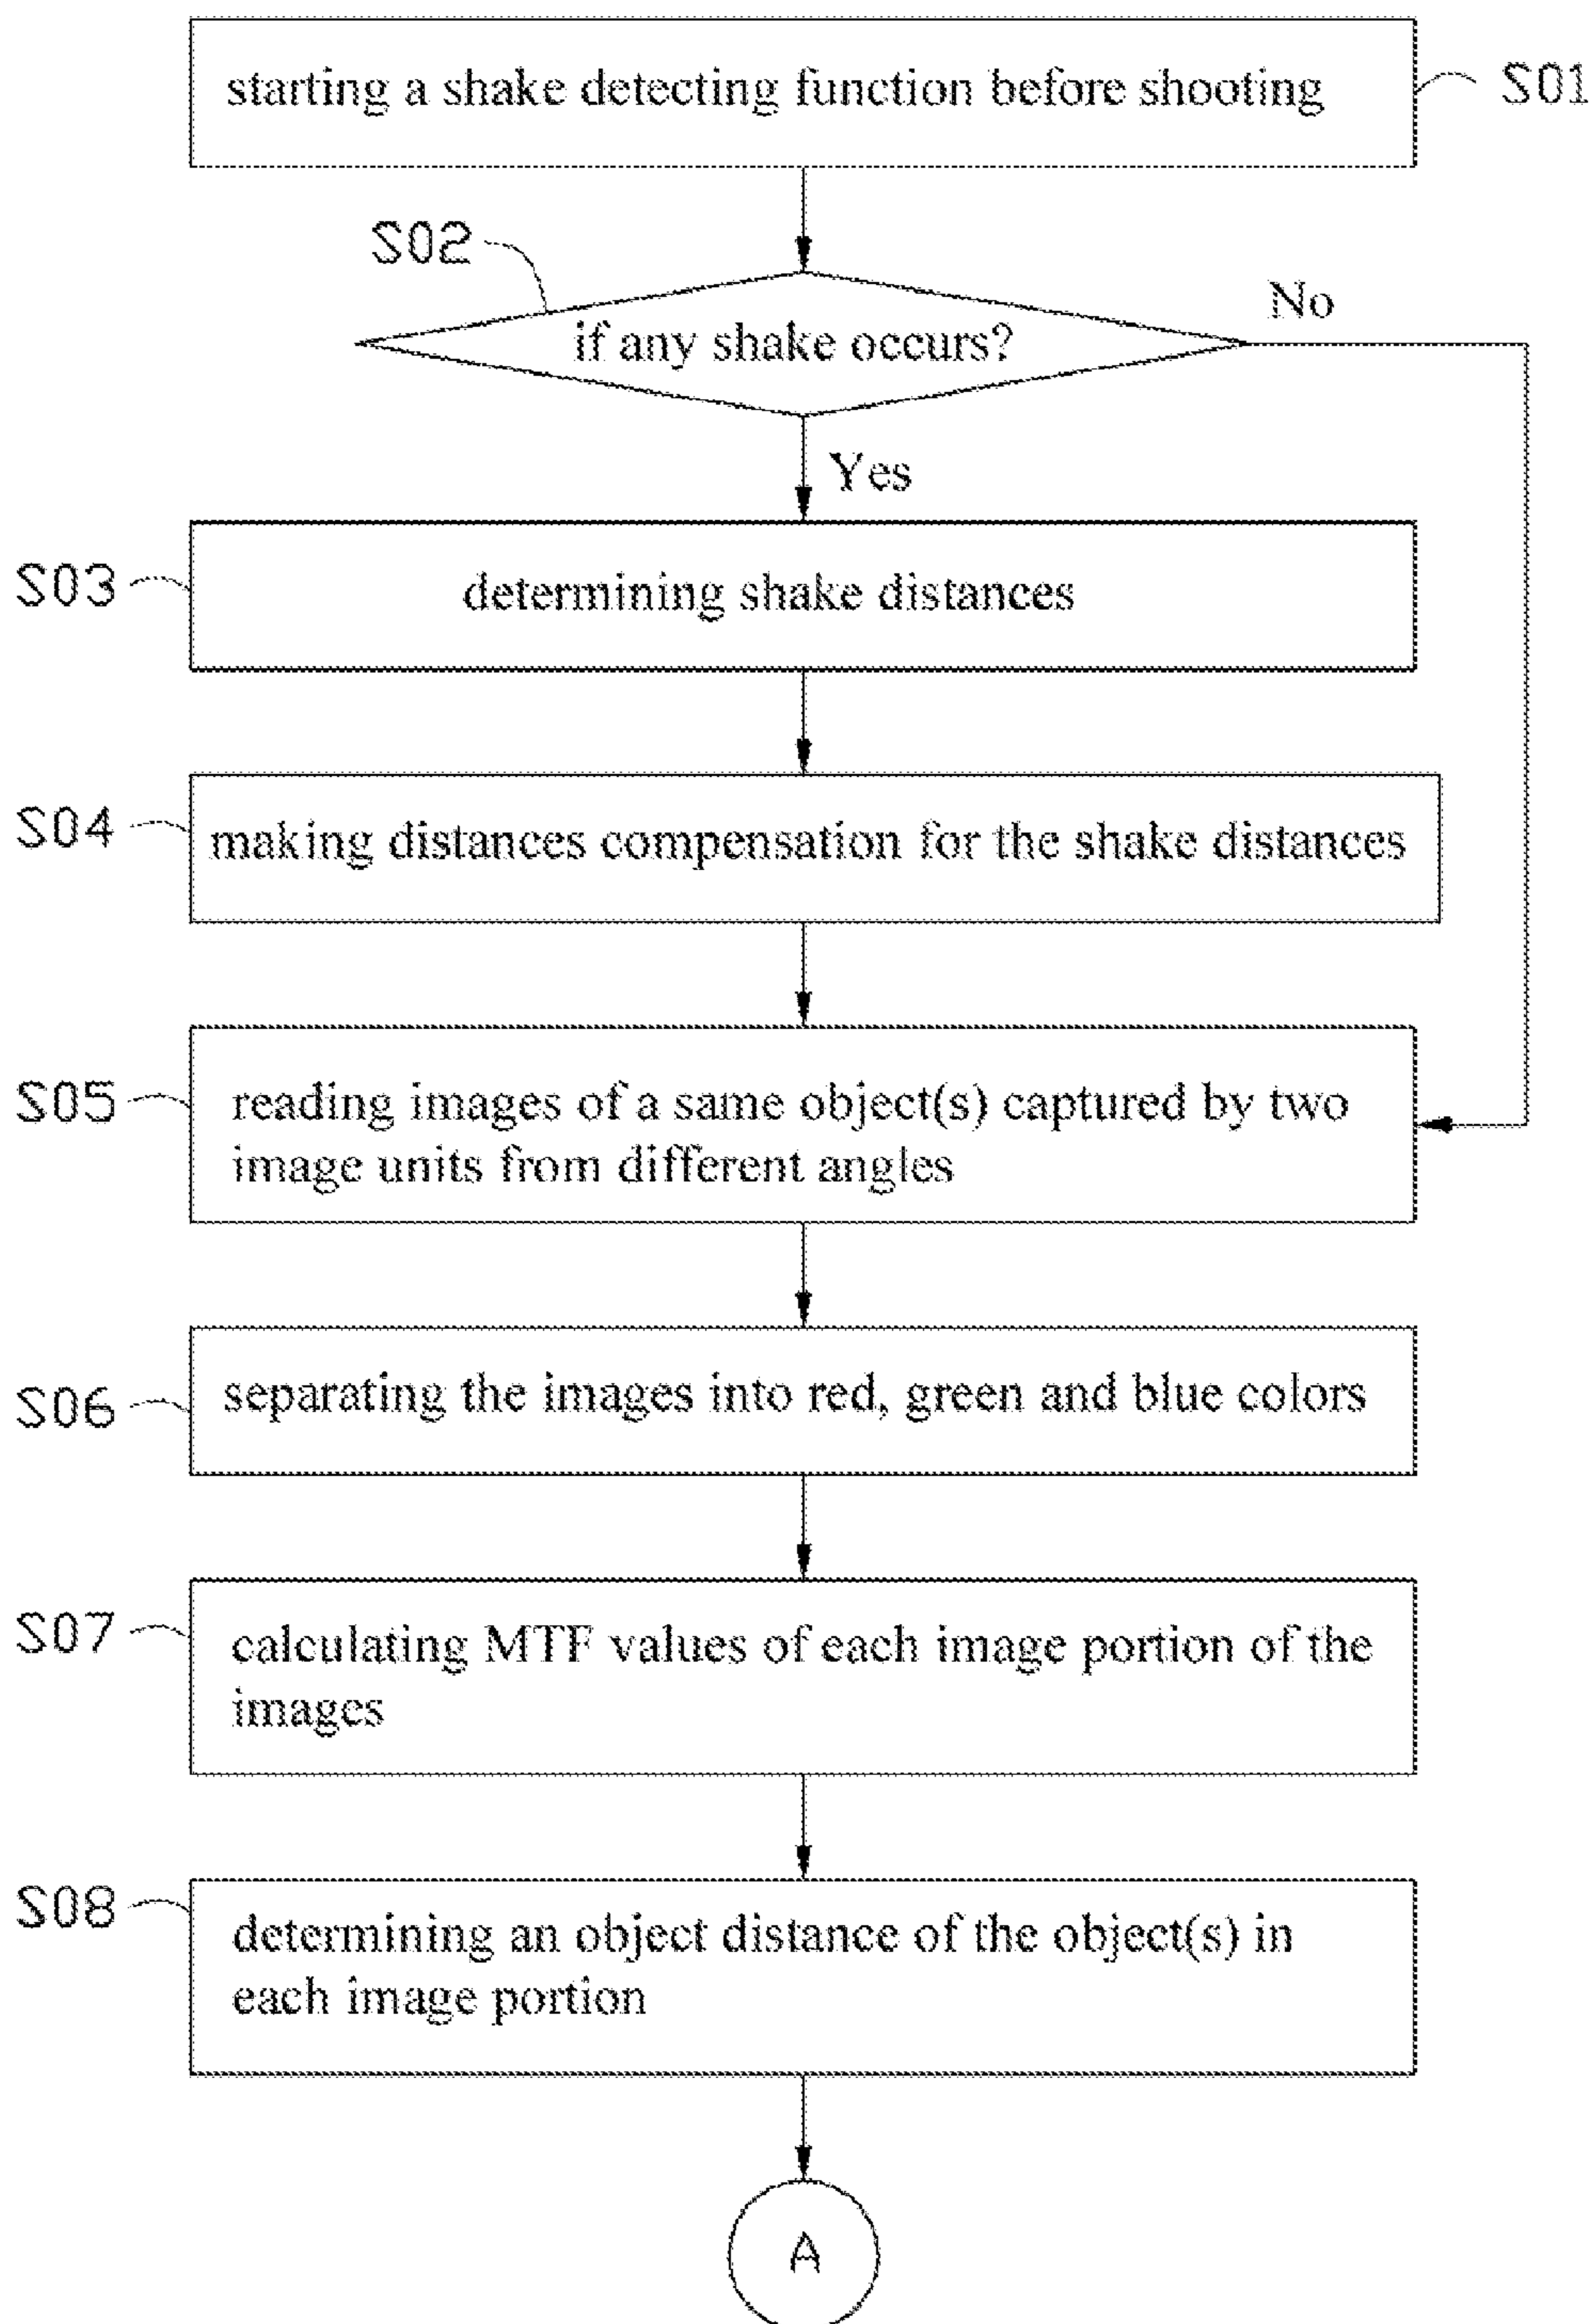 starting a shake detecting function before shooting
S01
S02
if any shake occurs?
No
Yes
S03
determining shake distances
S04
making distances compensation for the shake distances
S05
reading images of a same object(s) captured by two
image units from different angles
S06
separating the images into red, green and blue colors
S07
calculating MTF values of each image portion of the
images
S08
determining an object distance of the object(s) in
each image portion
A